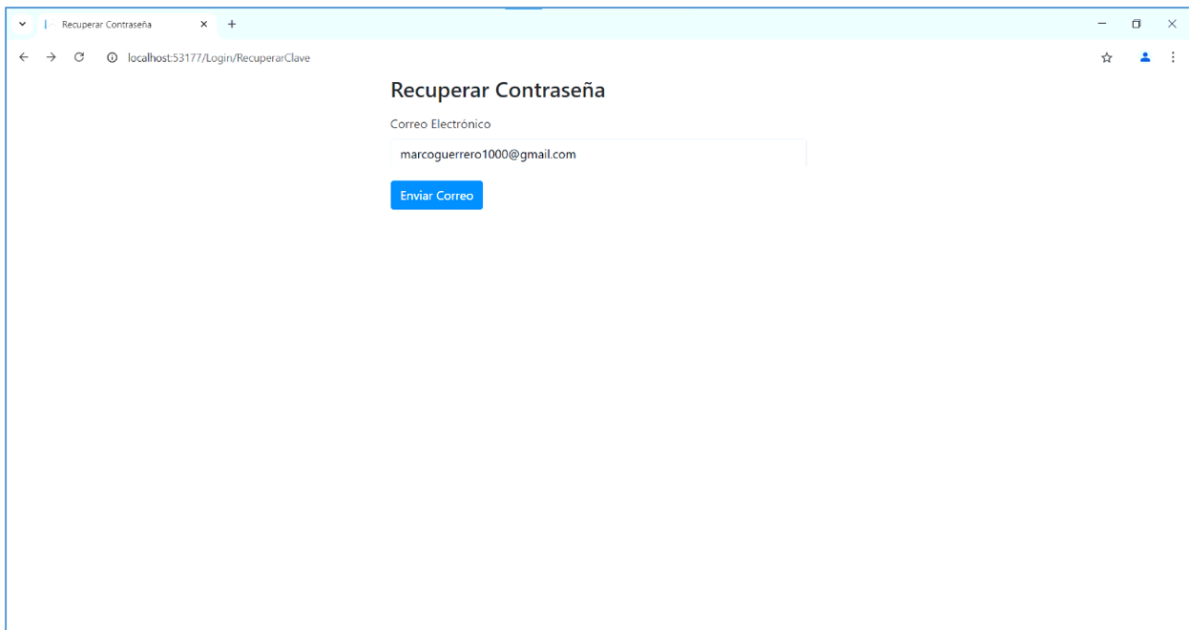 Recuperar Contraseña
localhost:53177/Login/RecuperarClave
Recuperar Contraseña
Correo Electrónico
marcoguerrero1000@gmail.com
Enviar Correo